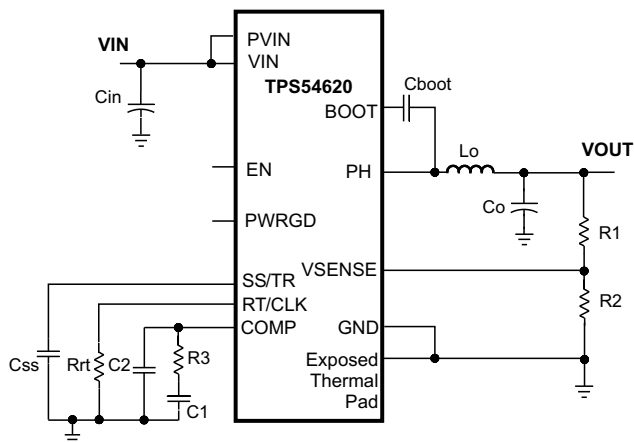 VIN
PVIN
VIN
TPS54620
Cin
Cboot
BOOT
EN
PH
Lo
VOUT
PWRGD
Co
R1
SS/TR
VSENSE
RT/CLK
R2
COMP
GND
Css
Rrt
C2
R3
C1
Exposed
Thermal
Pad